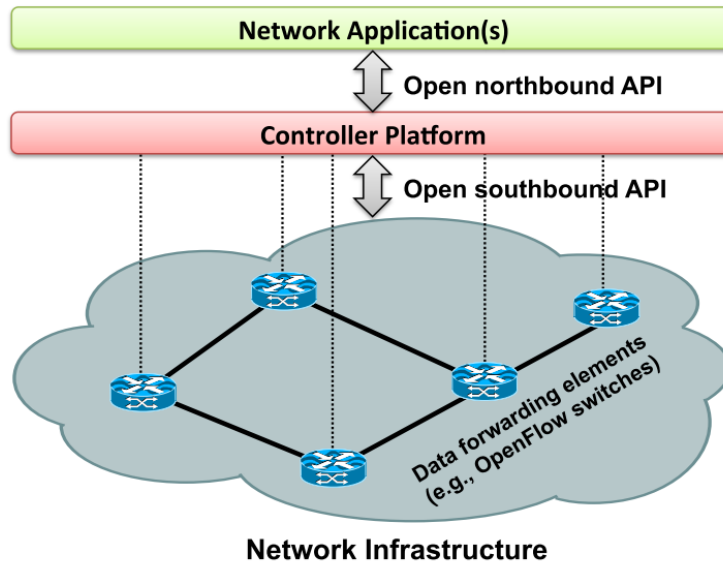 Network Application(s)
Open northbound API
Controller Platform
Open southbound API
Data forwarding elements
(e.g., OpenFlow switches)
Network Infrastructure